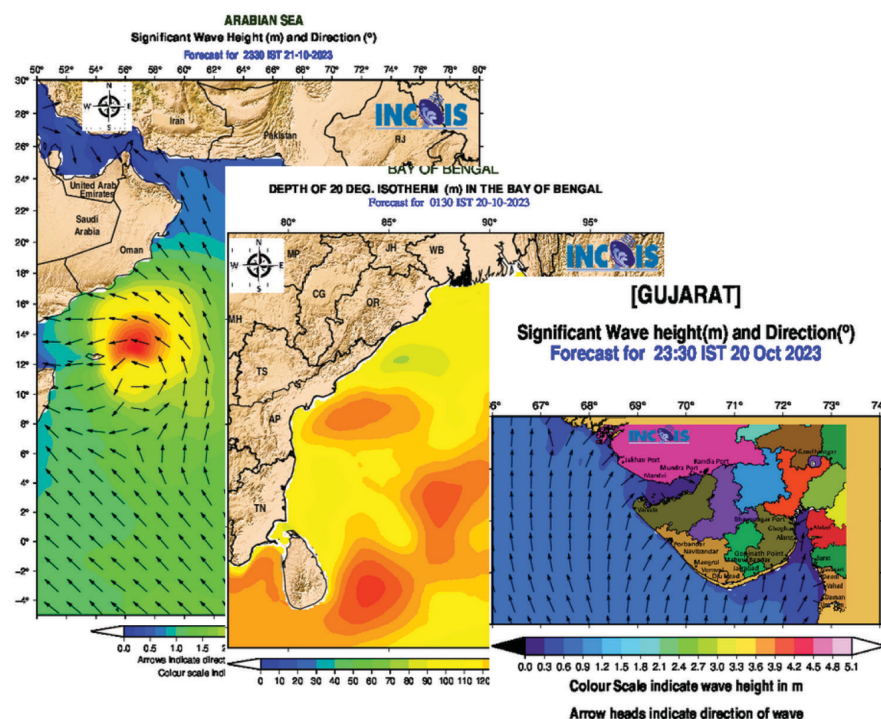 ARABIAN SEA
Significant Wave Height (m) and Direction (º)
Forecast for 2330 IST 21-10-2023
50° 52° 54° 56° 58° 60° 62° 64° 66° 68° 70° 72° 74° 76° 78° 80°
30°
28°
26°
24°
22°
20°
18°
16°
14°
12°
10°
8°
6°
4°
2°
0°
-2°
-4°
N
W E
S
INCOIS
Iran
Pakistan
RJ
United Arab
Emirates
Saudi
Arabia
Oman
0.0 0.5 1.0 1.5
Arrows indicate direc
Colour scale indi
BAY OF BENGAL
DEPTH OF 20 DEG. ISOTHERM (m) IN THE BAY OF BENGAL
Forecast for 0130 IST 20-10-2023
80° 85° 90° 95°
N
W E
S
INCOIS
MP
JH
WB
CG
OR
MH
TS
AP
TN
0 10 20 30 40 50 60 70 80 90 100 110 120
[GUJARAT]
Significant Wave height(m) and Direction(º)
Forecast for 23:30 IST 20 Oct 2023
66 67 68 69 70 71 72 73
INCOIS
Jakhau Port
Kandla Port
Mundra Port
Mandvi
Gandhinagar
Porbandar
Navibandar
Mangrol
Veraval
Ghogha
Alang
Gopinath Point
Jafrabad
Diu Head
Daman
0.0 0.3 0.6 0.9 1.2 1.5 1.8 2.1 2.4 2.7 3.0 3.3 3.6 3.9 4.2 4.5 4.8 5.1
Colour Scale indicate wave height in m
Arrow heads indicate direction of wave